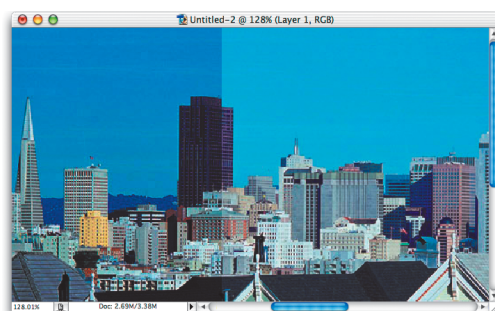 Untitled-2 @ 128% (Layer 1, RGB)
128.01%
Doc: 2.69M/3.38M